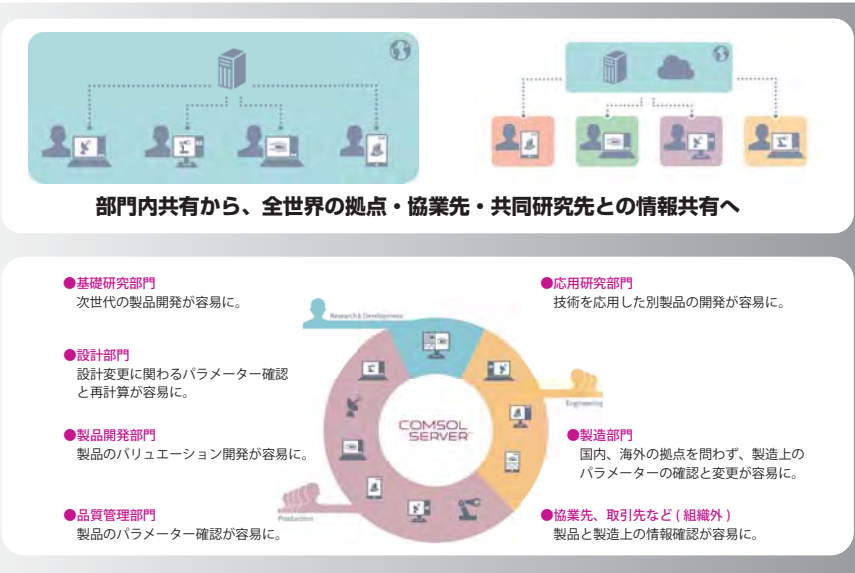 部門内共有から、全世界の拠点・協業先・共同研究先との情報共有へ
●基礎研究部門
次世代の製品開発が容易に。
●設計部門
設計変更に関わるパラメーター確認
と再計算が容易に。
●製品開発部門
製品のバリュエーション開発が容易に。
●品質管理部門
製品のパラメーター確認が容易に。
Research & Development
Engineering
Production
COMSOL
SERVER™
●応用研究部門
技術を応用した別製品の開発が容易に。
●製造部門
国内、海外の拠点を問わず、製造上の
パラメーターの確認と変更が容易に。
●協業先、取引先など ( 組織外 )
製品と製造上の情報確認が容易に。